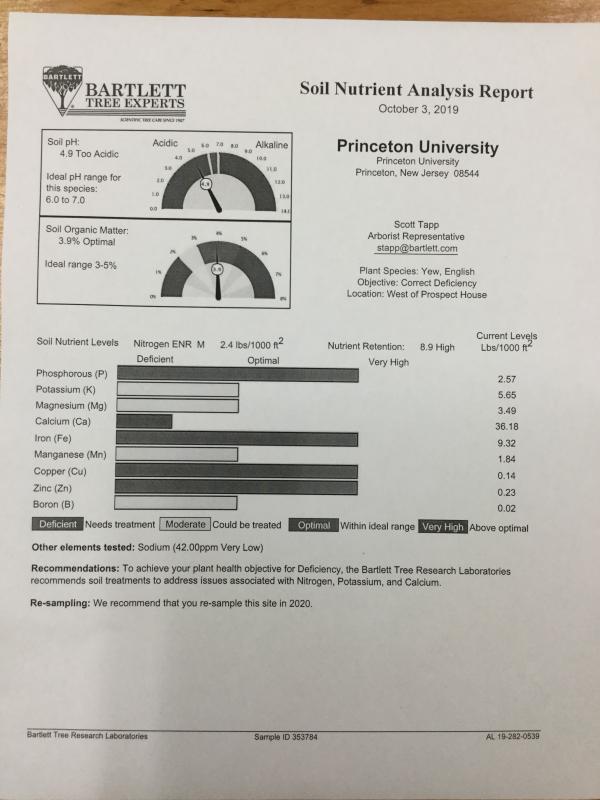 BARTLETT
BARTLETT
TREE EXPERTS
SCIENTIFIC TREE CARE SINCE 1907
Soil Nutrient Analysis Report
October 3, 2019
Soil pH:
4.9 Too Acidic
Ideal pH range for
this species:
6.0 to 7.0
Acidic
Alkaline
0.0
1.0
2.0
3.0
4.0
5.0
6.0
7.0
8.0
9.0
10.0
11.0
12.0
13.0
14.0
4.9
Princeton University
Princeton University
Princeton, New Jersey 08544
Soil Organic Matter:
3.9% Optimal
Ideal range 3-5%
0%
1%
2%
3%
4%
5%
6%
7%
8%
3.9
Scott Tapp
Arborist Representative
stapp@bartlett.com
Plant Species: Yew, English
Objective: Correct Deficiency
Location: West of Prospect House
Soil Nutrient Levels Nitrogen ENR M 2.4 lbs/1000 ft2 Nutrient Retention: 8.9 High
Current Levels
Lbs/1000 ft2
Deficient Optimal Very High
Phosphorous (P) 2.57
Potassium (K) 5.65
Magnesium (Mg) 3.49
Calcium (Ca) 36.18
Iron (Fe) 9.32
Manganese (Mn) 1.84
Copper (Cu) 0.14
Zinc (Zn) 0.23
Boron (B) 0.02
Deficient Needs treatment Moderate Could be treated Optimal Within ideal range Very High Above optimal
Other elements tested: Sodium (42.00ppm Very Low)
Recommendations: To achieve your plant health objective for Deficiency, the Bartlett Tree Research Laboratories
recommends soil treatments to address issues associated with Nitrogen, Potassium, and Calcium.
Re-sampling: We recommend that you re-sample this site in 2020.
Bartlett Tree Research Laboratories Sample ID 353784 AL 19-282-0539